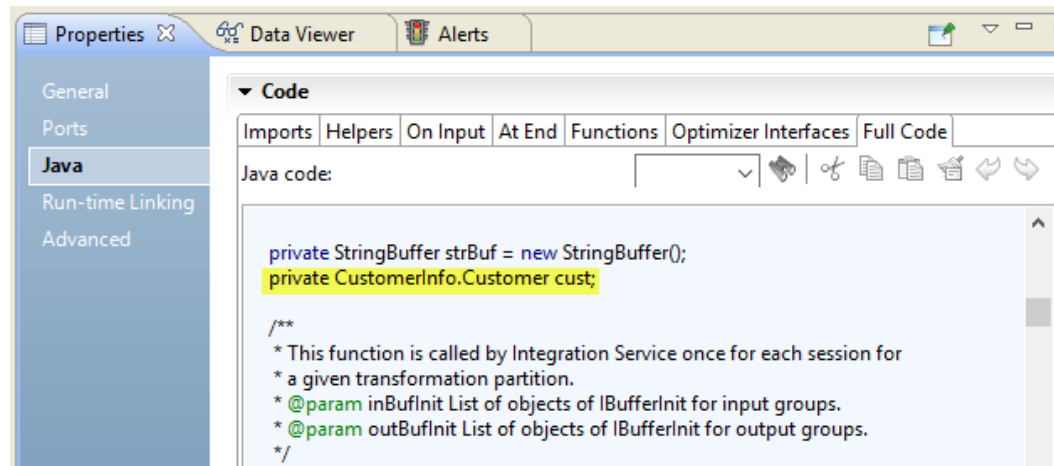 Properties Data Viewer Alerts
General
Ports
Java
Run-time Linking
Advanced
Code
Imports Helpers On Input At End Functions Optimizer Interfaces Full Code
Java code:
private StringBuffer strBuf = new StringBuffer();
private CustomerInfo.Customer cust;
/**
* This function is called by Integration Service once for each session for
* a given transformation partition.
* @param inBufInit List of objects of IBufferInit for input groups.
* @param outBufInit List of objects of IBufferInit for output groups.
*/